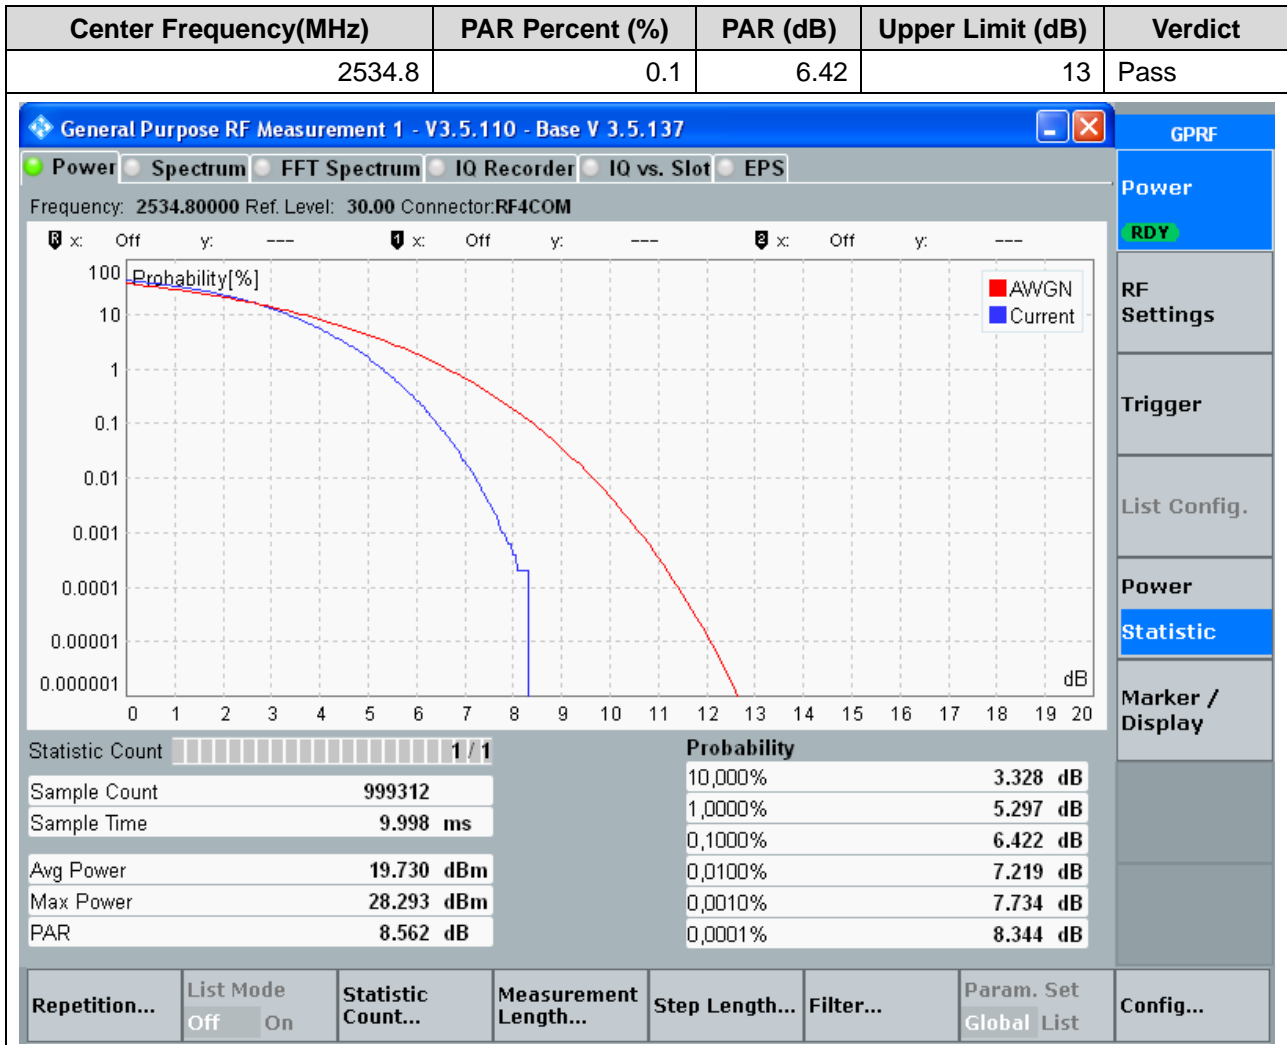 Center Frequency(MHz) PAR Percent (%) PAR (dB) Upper Limit (dB) Verdict
2534.8 0.1 6.42 13 Pass
General Purpose RF Measurement 1 - V3.5.110 - Base V 3.5.137
GPRF
Power Spectrum FFT Spectrum IQ Recorder IQ vs. Slot EPS
Frequency: 2534.80000 Ref. Level: 30.00 Connector:RF4COM
R x: Off y: --- 1 x: Off y: --- 2 x: Off y: ---
Probability[%]
AWGN
Current
100
10
1
0.1
0.01
0.001
0.0001
0.00001
0.000001
dB
0 1 2 3 4 5 6 7 8 9 10 11 12 13 14 15 16 17 18 19 20
Statistic Count 1 / 1
Sample Count 999312
Sample Time 9.998 ms
Avg Power 19.730 dBm
Max Power 28.293 dBm
PAR 8.562 dB
Probability
10,000% 3.328 dB
1,0000% 5.297 dB
0,1000% 6.422 dB
0,0100% 7.219 dB
0,0010% 7.734 dB
0,0001% 8.344 dB
Power
RDY
RF
Settings
Trigger
List Config.
Power
Statistic
Marker /
Display
Repetition...
List Mode
Off On
Statistic
Count...
Measurement
Length...
Step Length...
Filter...
Param. Set
Global List
Config...